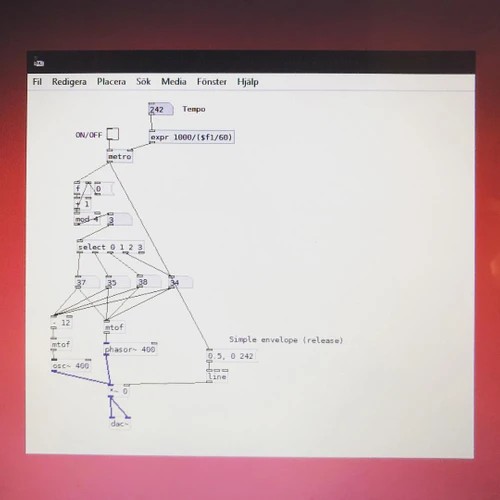 Fil Redigera Placera Sök Media Fönster Hjälp
242 Tempo
ON/OFF
expr 1000/($f1/60)
metro
f 0
+ 1
mod 4 3
select 0 1 2 3
37 35 38 34
- 12
mtof
mtof
phasor~ 400
osc~ 400
Simple envelope (release)
0.5, 0 242
line
*~ 0
dac~